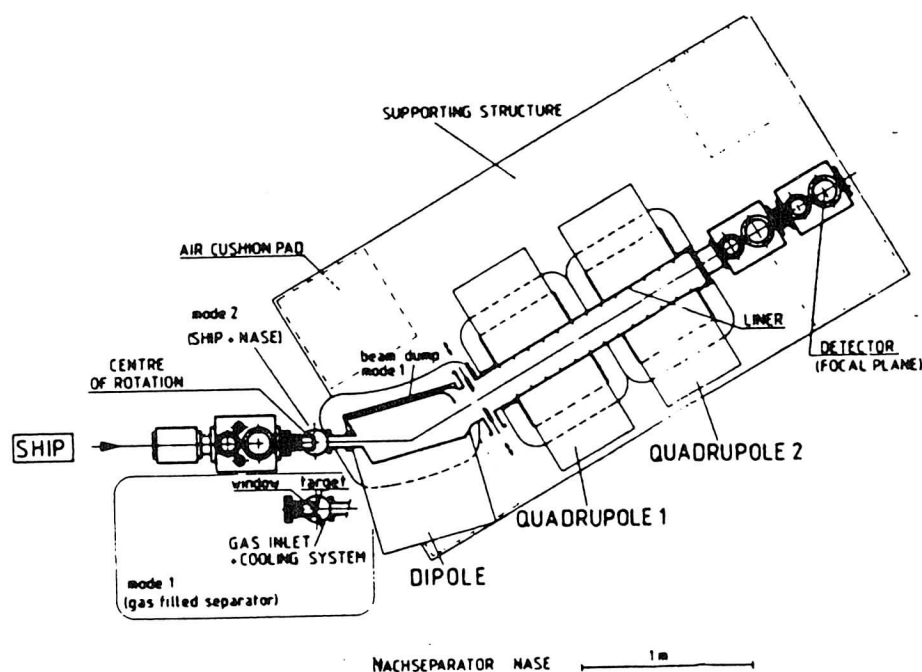 SUPPORTING STRUCTURE
AIR CUSHION PAD
mode 2
(SHIP + NASE)
CENTRE
OF ROTATION
beam dump
mode 1
LINER
DETECTOR
(FOCAL PLANE)
SHIP
window target
GAS INLET
+ COOLING SYSTEM
mode 1
(gas filled separator)
DIPOLE
QUADRUPOLE 1
QUADRUPOLE 2
NACHSEPARATOR NASE
1 m